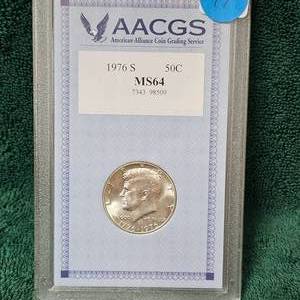 AACGS
American Alliance Coin Grading Service
1976 S 50C
MS64
7343 98509